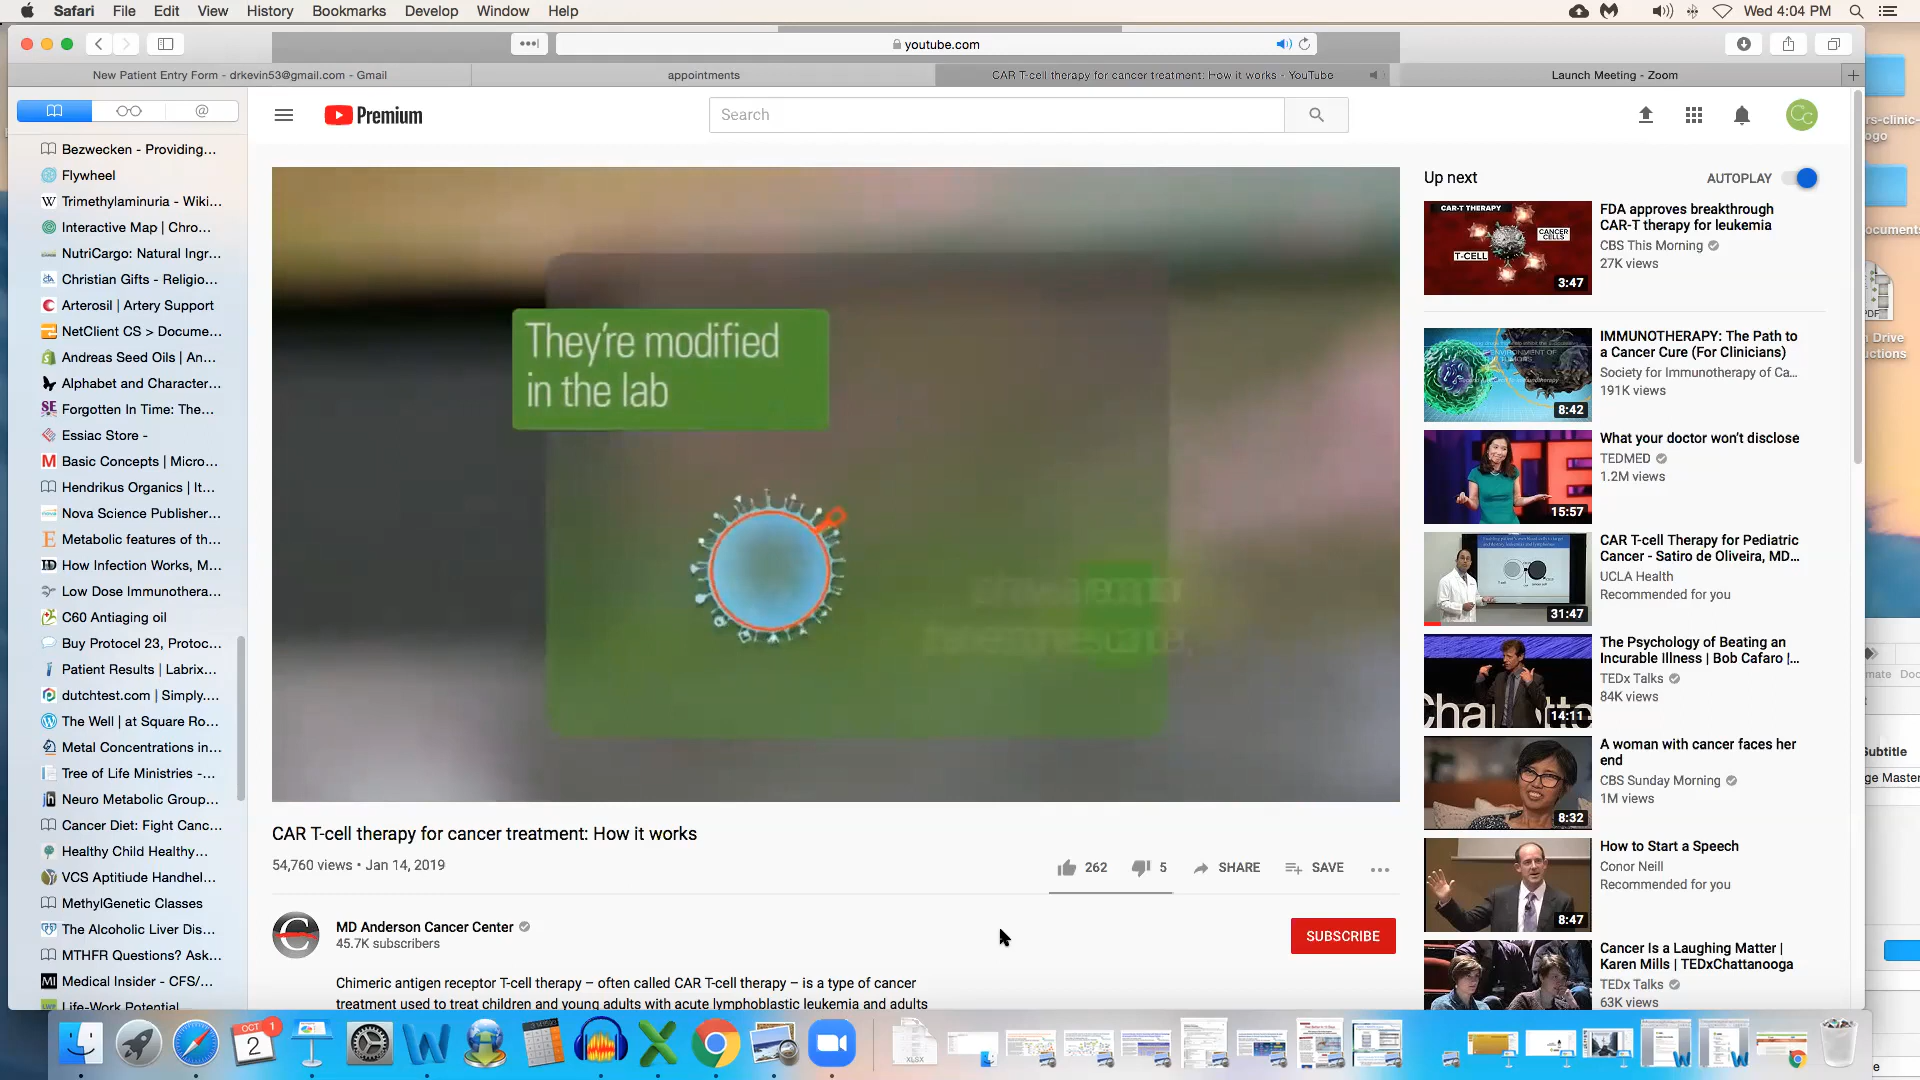 Safari File Edit View History Bookmarks Develop Window Help
Wed 4:04 PM
youtube.com
New Patient Entry Form - drkevin53@gmail.com - Gmail
appointments
CAR T-cell therapy for cancer treatment: How it works - YouTube
Launch Meeting - Zoom
Premium
Search
CC
Bezwecken - Providing...
Flywheel
Trimethylaminuria - Wiki...
Interactive Map | Chro...
NutriCargo: Natural Ingr...
Christian Gifts - Religio...
Arterosil | Artery Support
NetClient CS > Docume...
Andreas Seed Oils | An...
Alphabet and Character...
Forgotten In Time: The...
Essiac Store -
Basic Concepts | Micro...
Hendrikus Organics | It...
Nova Science Publisher...
Metabolic features of th...
How Infection Works, M...
Low Dose Immunothera...
C60 Antiaging oil
Buy Protocel 23, Protoc...
Patient Results | Labrix...
dutchtest.com | Simply....
The Well | at Square Ro...
Metal Concentrations in...
Tree of Life Ministries -...
Neuro Metabolic Group...
Cancer Diet: Fight Canc...
Healthy Child Healthy...
VCS Aptitiude Handhel...
MethylGenetic Classes
The Alcoholic Liver Dis...
MTHFR Questions? Ask...
Medical Insider - CFS/...
Life-Work Potential
They're modified
in the lab
CAR T-cell therapy for cancer treatment: How it works
54,760 views • Jan 14, 2019
262
5
SHARE
SAVE
MD Anderson Cancer Center
45.7K subscribers
SUBSCRIBE
Chimeric antigen receptor T-cell therapy – often called CAR T-cell therapy – is a type of cancer
treatment used to treat children and young adults with acute lymphoblastic leukemia and adults
Up next
AUTOPLAY
CAR-T THERAPY
CANCER
CELLS
T-CELL
3:47
FDA approves breakthrough
CAR-T therapy for leukemia
CBS This Morning
27K views
8:42
IMMUNOTHERAPY: The Path to
a Cancer Cure (For Clinicians)
Society for Immunotherapy of Ca...
191K views
15:57
What your doctor won't disclose
TEDMED
1.2M views
31:47
CAR T-cell Therapy for Pediatric
Cancer - Satiro de Oliveira, MD...
UCLA Health
Recommended for you
14:11
The Psychology of Beating an
Incurable Illness | Bob Cafaro |...
TEDx Talks
84K views
8:32
A woman with cancer faces her
end
CBS Sunday Morning
1M views
8:47
How to Start a Speech
Conor Neill
Recommended for you
Cancer Is a Laughing Matter |
Karen Mills | TEDxChattanooga
TEDx Talks
63K views
OCT
1
2
XLSX
PDF